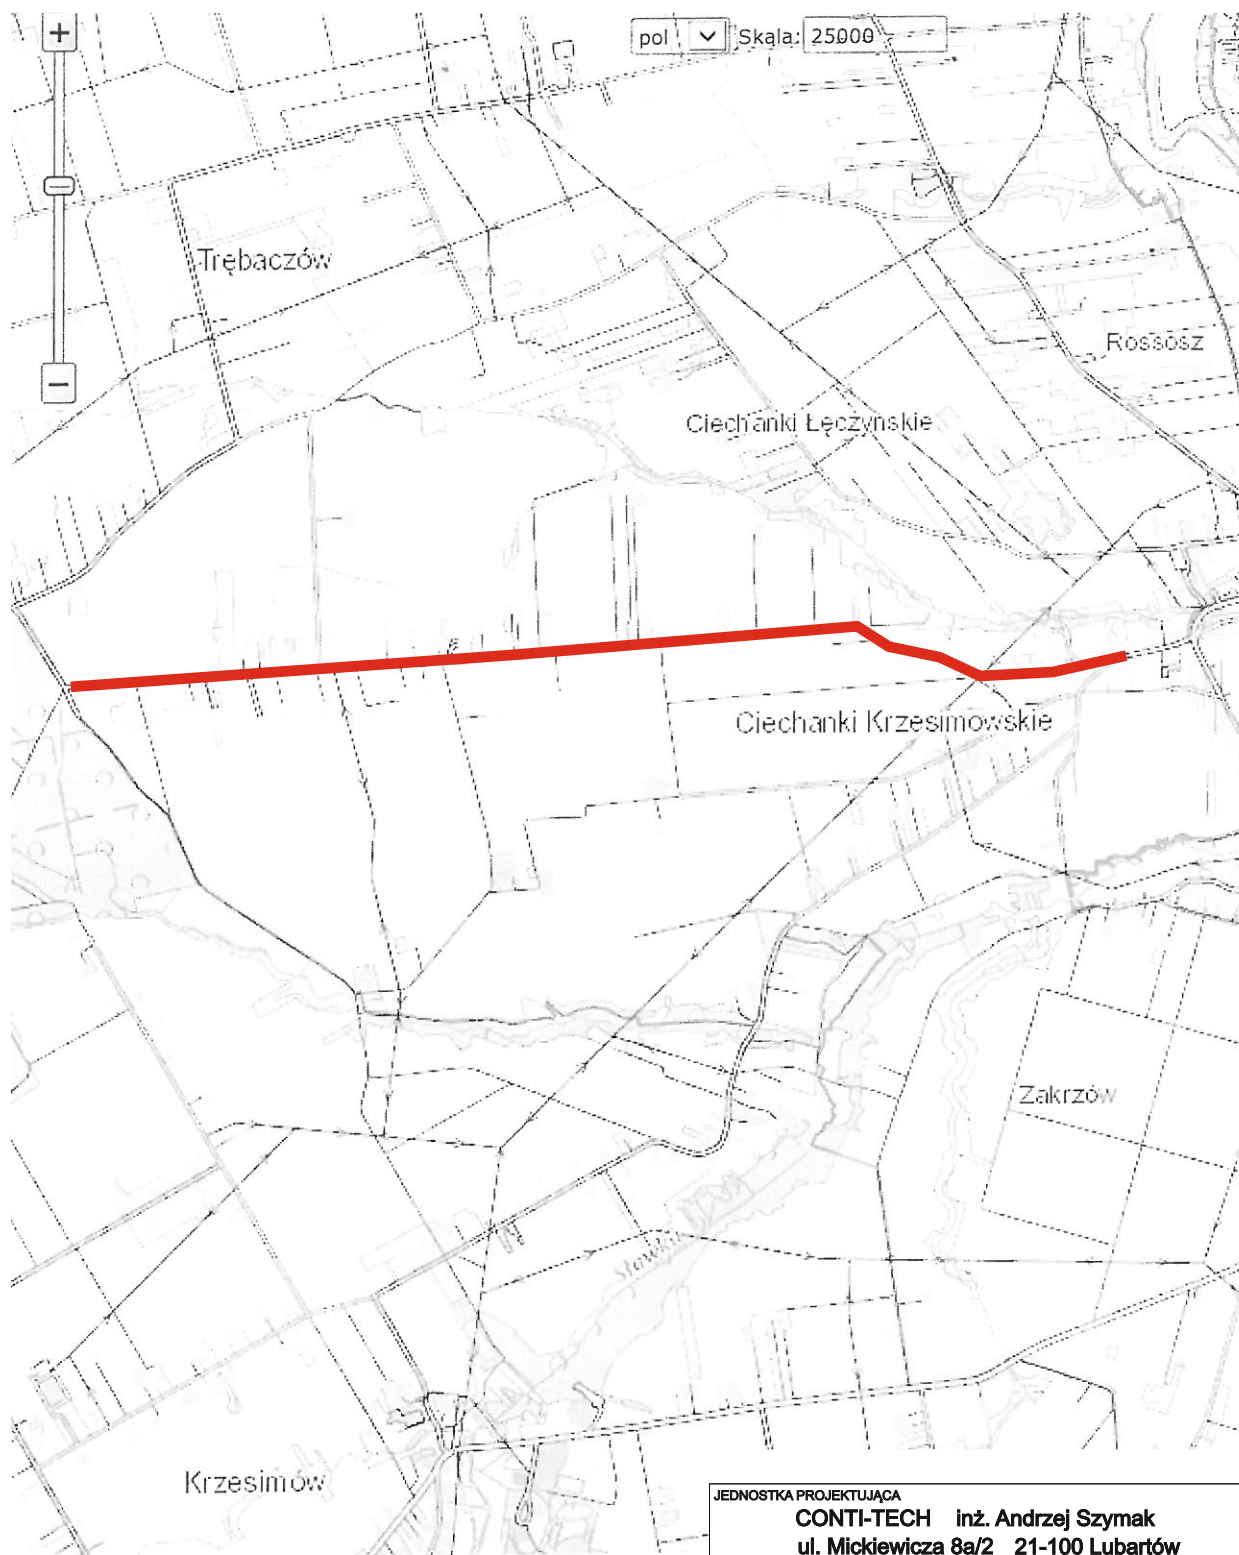 pol Skala: 25000
Trębaczów
Rossosz
Ciechanki Łęczyńskie
Ciechanki Krzesimowskie
Zakrzów
Stawki
Krzesimów
JEDNOSTKA PROJEKTUJĄCA
CONTI-TECH inż. Andrzej Szymak
ul. Mickiewicza 8a/2 21-100 Lubartów